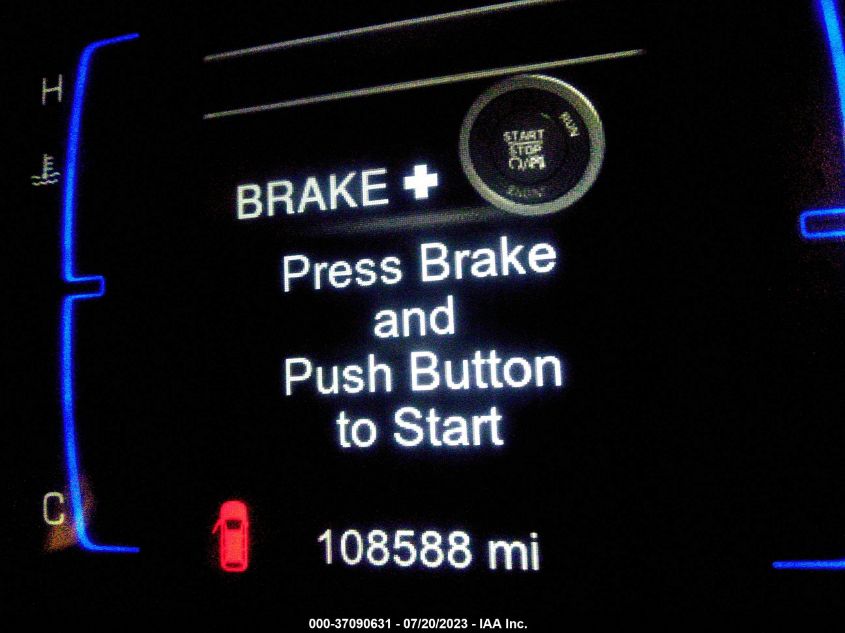 H
RUN
START
STOP
BRAKE +
ENGINE
Press Brake
and
Push Button
to Start
C
108588 mi
000-37090631 - 07/20/2023 - IAA Inc.